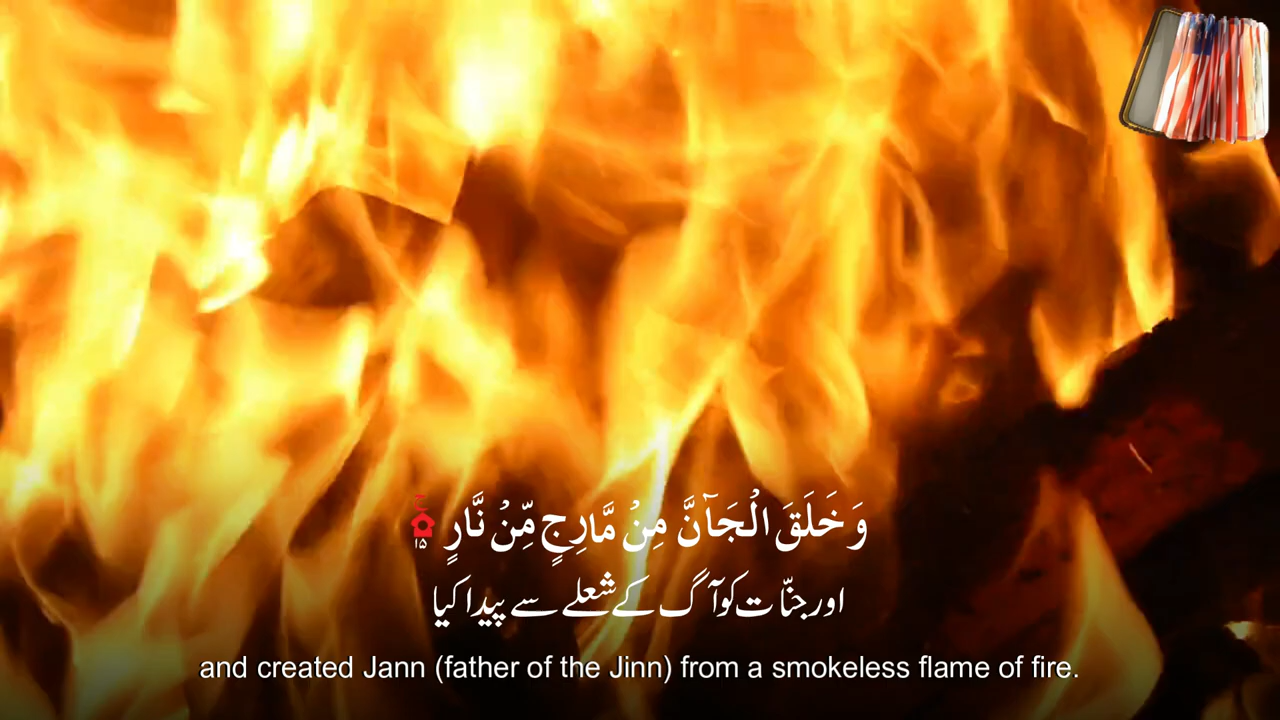 وَ خَلَقَ الْجَآنَّ مِنْ مَّارِجٍ مِّنْ نَّارٍ ۚ ۱۵
اور جنّات کو آگ کے شعلے سے پیدا کیا
and created Jann (father of the Jinn) from a smokeless flame of fire.